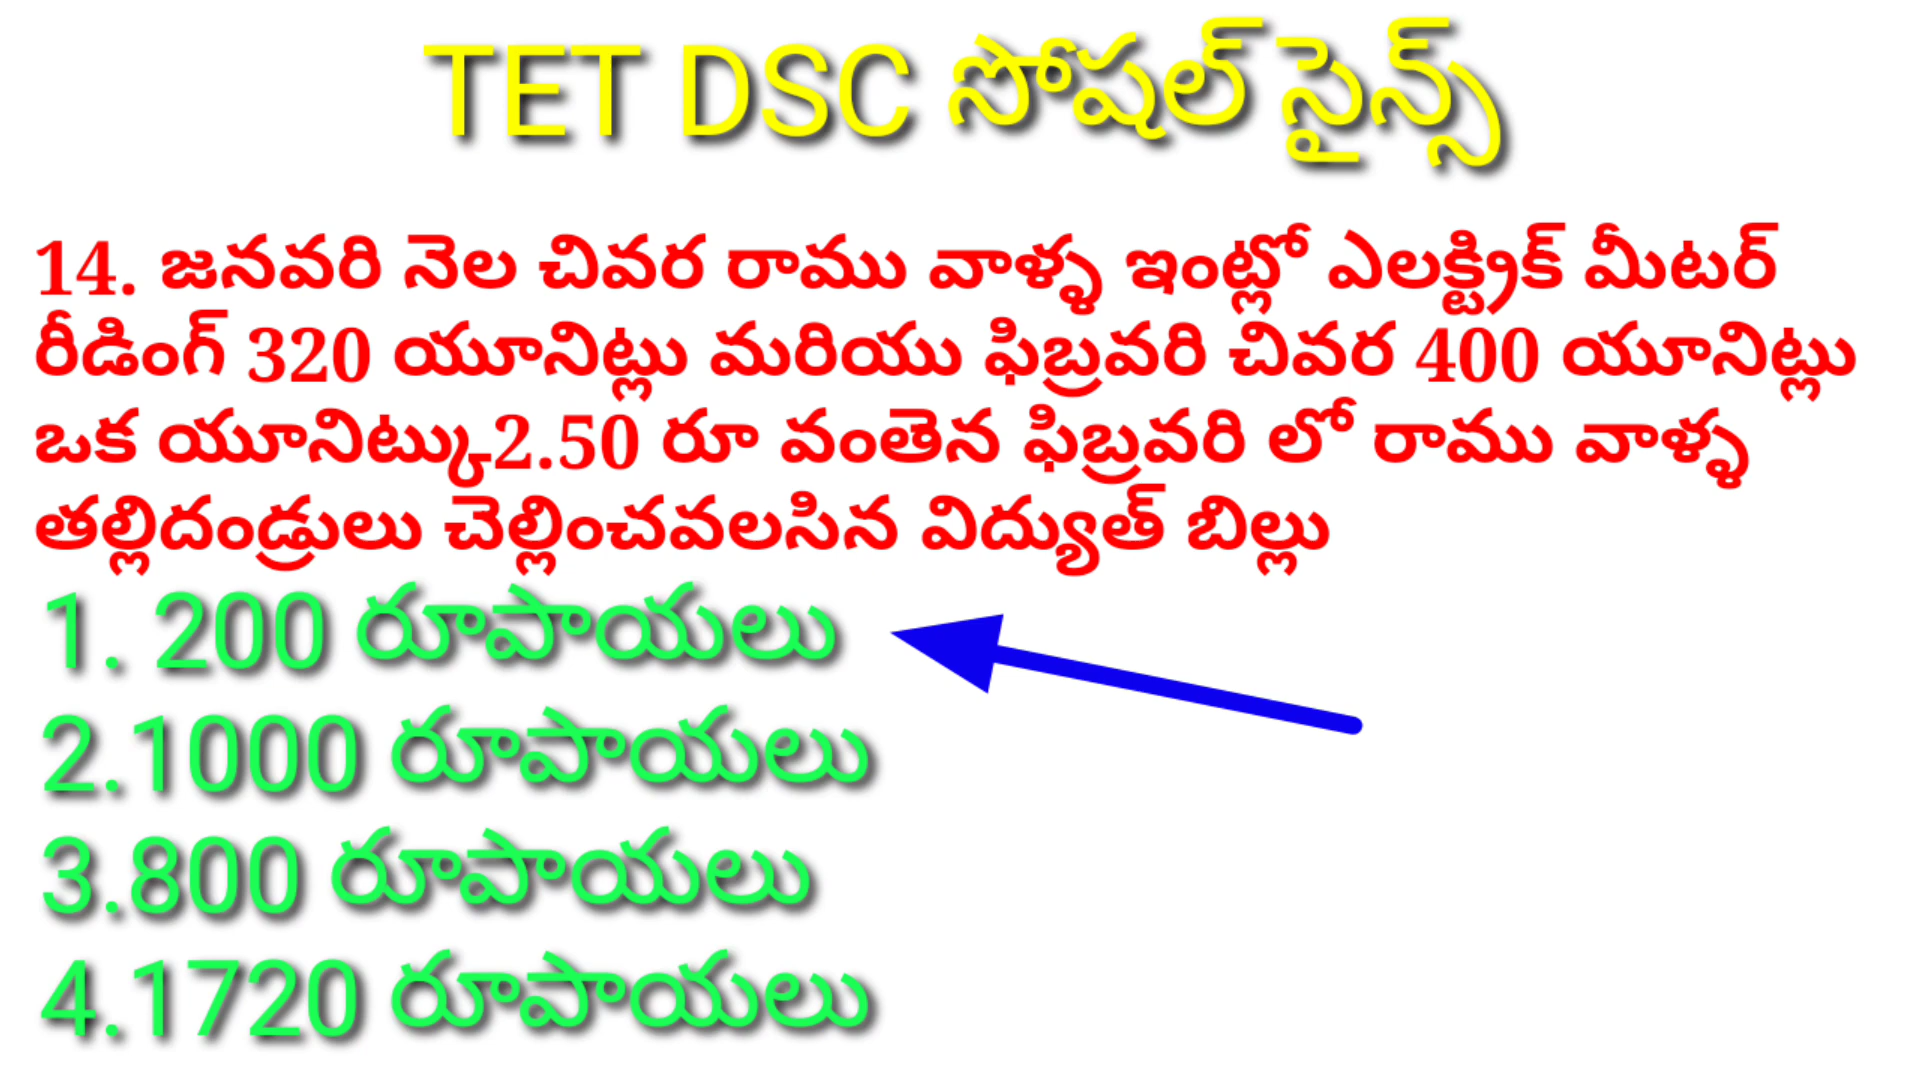 TET DSC సోషల్ సైన్స్
14. జనవరి నెల చివర రాము వాళ్ళ ఇంట్లో ఎలక్ట్రిక్ మీటర్
రీడింగ్ 320 యూనిట్లు మరియు ఫిబ్రవరి చివర 400 యూనిట్లు
ఒక యూనిట్కు2.50 రూ వంతెన ఫిబ్రవరి లో రాము వాళ్ళ
తల్లిదండ్రులు చెల్లించవలసిన విద్యుత్ బిల్లు
1. 200 రూపాయలు
2.1000 రూపాయలు
3.800 రూపాయలు
4.1720 రూపాయలు